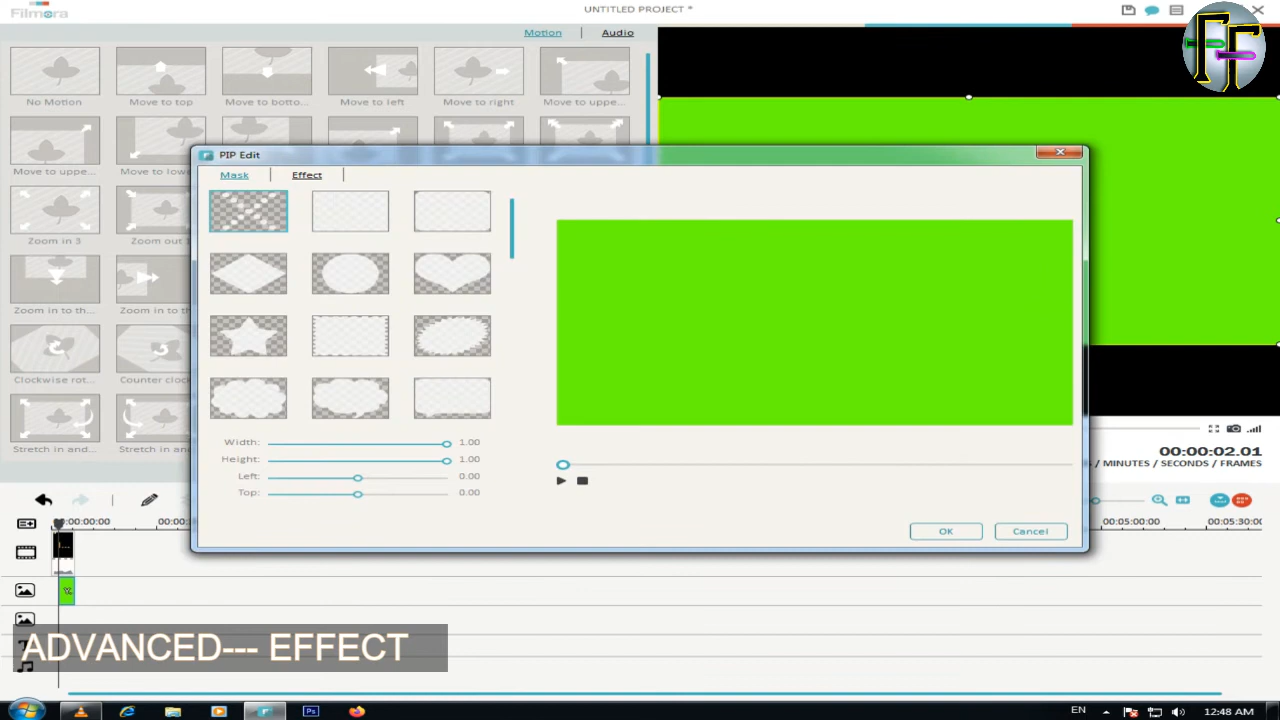 Filmora
UNTITLED PROJECT *
Motion
Audio
No Motion
Move to top
Move to botto...
Move to left
Move to right
Move to uppe...
Move to uppe...
Move to lowe
Zoom in 3
Zoom out 1
Zoom in to th...
Zoom in to the
Clockwise rot...
Counter clock
Stretch in and...
Stretch in and
PIP Edit
Mask
Effect
Width:
1.00
Height:
1.00
Left:
0.00
Top:
0.00
OK
Cancel
00:00:02.01
/ MINUTES / SECONDS / FRAMES
00:00:00:00
00:05:00:00
00:05:30:00
ADVANCED--- EFFECT
Ps
EN
12:48 AM